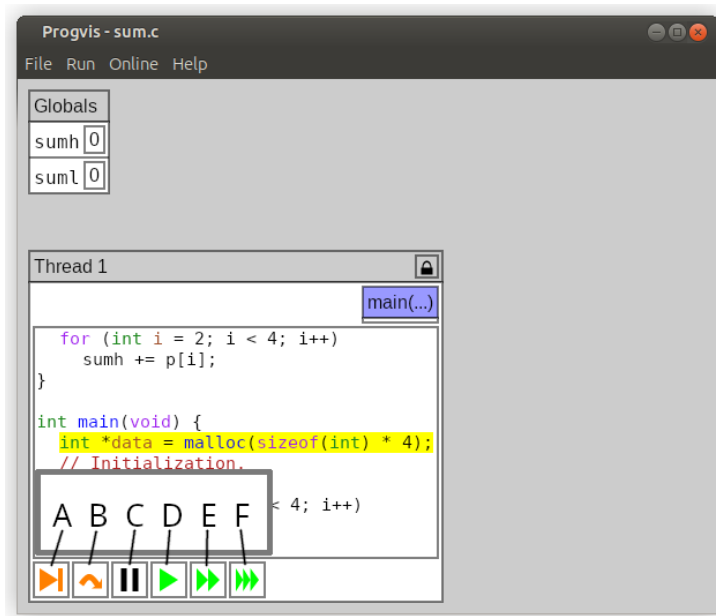 Progvis - sum.c
File Run Online Help
Globals
sumh 0
suml 0
Thread 1
main(...)
for (int i = 2; i < 4; i++)
sumh += p[i];
}
int main(void) {
int *data = malloc(sizeof(int) * 4);
// Initialization.
< 4; i++)
A B C D E F